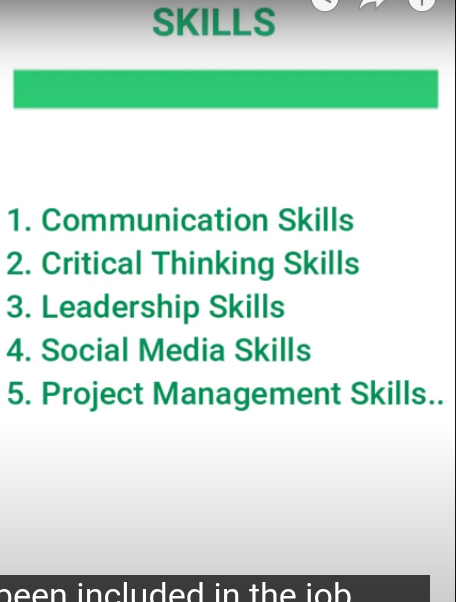 SKILLS
1. Communication Skills
2. Critical Thinking Skills
3. Leadership Skills
4. Social Media Skills
5. Project Management Skills..
been included in the job